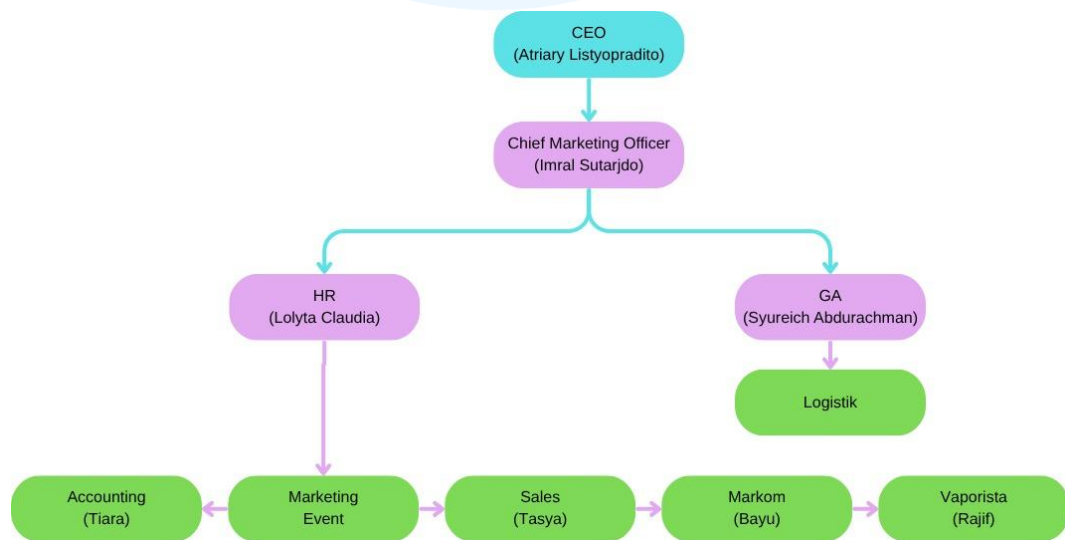 CEO
(Atriary Listyopradito)
Chief Marketing Officer
(Imral Sutarjdo)
HR
(Lolyta Claudia)
GA
(Syureich Abdurachman)
Logistik
Accounting
(Tiara)
Marketing
Event
Sales
(Tasya)
Markom
(Bayu)
Vaporista
(Rajif)